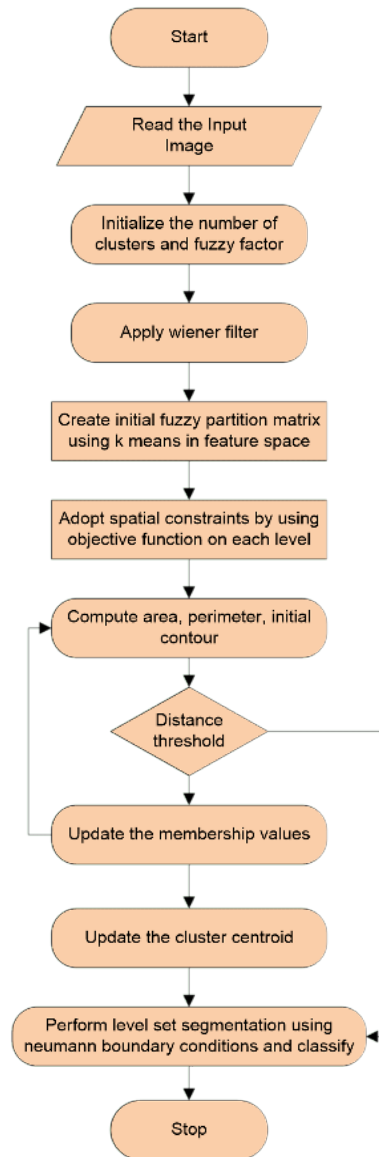 Start
Read the Input
Image
Initialize the number of
clusters and fuzzy factor
Apply wiener filter
Create initial fuzzy partition matrix
using k means in feature space
Adopt spatial constraints by using
objective function on each level
Compute area, perimeter, initial
contour
Distance
threshold
Update the membership values
Update the cluster centroid
Perform level set segmentation using
neumann boundary conditions and classify
Stop